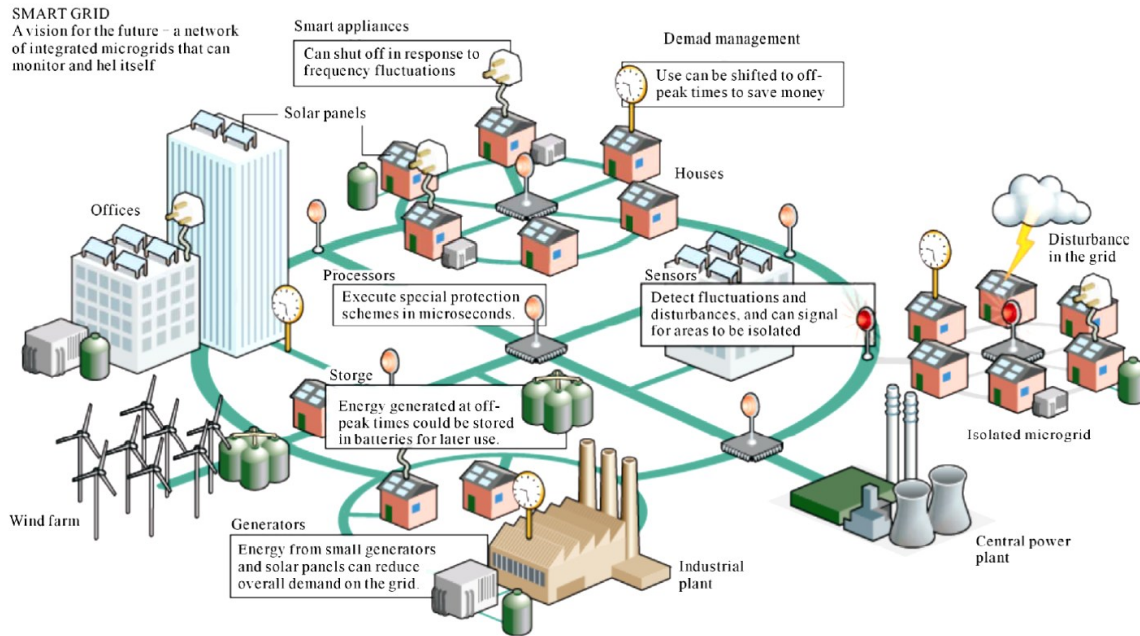 SMART GRID
A vision for the future – a network
of integrated microgrids that can
monitor and hel itself
Smart appliances
Can shut off in response to
frequency fluctuations
Demad management
Use can be shifted to off-
peak times to save money
Solar panels
Houses
Offices
Disturbance
in the grid
Processors
Execute special protection
schemes in microseconds.
Sensors
Detect fluctuations and
disturbances, and can signal
for areas to be isolated
Storge
Energy generated at off-
peak times could be stored
in batteries for later use.
Isolated microgrid
Wind farm
Generators
Energy from small generators
and solar panels can reduce
overall demand on the grid.
Industrial
plant
Central power
plant